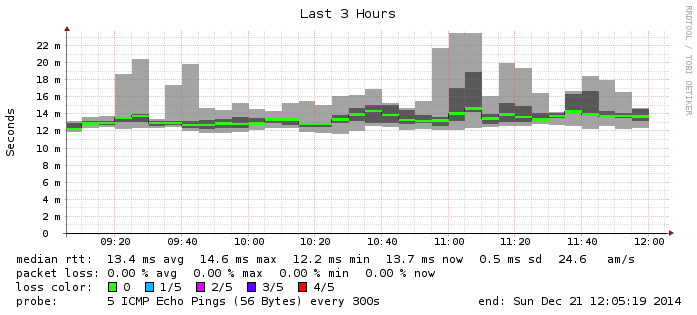 Last 3 Hours
RRDTOOL / TOBI OETIKER
Seconds
22 m
20 m
18 m
16 m
14 m
12 m
10 m
8 m
6 m
4 m
2 m
0
09:20 09:40 10:00 10:20 10:40 11:00 11:20 11:40 12:00
median rtt: 13.4 ms avg 14.6 ms max 12.2 ms min 13.7 ms now 0.5 ms sd 24.6 am/s
packet loss: 0.00 % avg 0.00 % max 0.00 % min 0.00 % now
loss color: 0 1/5 2/5 3/5 4/5
probe: 5 ICMP Echo Pings (56 Bytes) every 300s end: Sun Dec 21 12:05:19 2014